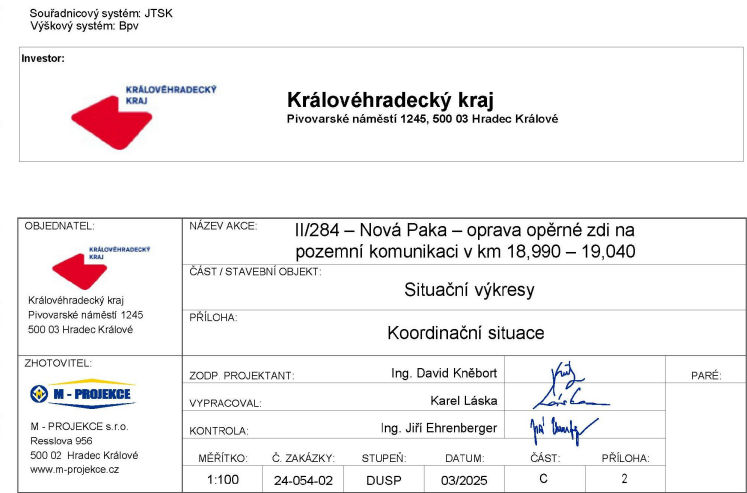 Souřadnicový systém: JTSK
Výškový systém: Bpv
Investor:
KRÁLOVÉHRADECKÝ
KRAJ
Královéhradecký kraj
Pivovarské náměstí 1245, 500 03 Hradec Králové
OBJEDNATEL:
KRÁLOVÉHRADECKÝ
KRAJ
Královéhradecký kraj
Pivovarské náměstí 1245
500 03 Hradec Králové
NÁZEV AKCE:
II/284 – Nová Paka – oprava opěrné zdi na
pozemní komunikaci v km 18,990 – 19,040
ČÁST / STAVEBNÍ OBJEKT:
Situační výkresy
PŘÍLOHA:
Koordinační situace
ZHOTOVITEL:
M - PROJEKCE
M - PROJEKCE s.r.o.
Resslova 956
500 02 Hradec Králové
www.m-projekce.cz
ZODP. PROJEKTANT: Ing. David Kněbort
VYPRACOVAL: Karel Láska
KONTROLA: Ing. Jiří Ehrenberger
PARÉ:
MĚŘÍTKO: Č. ZAKÁZKY: STUPEŇ: DATUM: ČÁST: PŘÍLOHA:
1:100 24-054-02 DUSP 03/2025 C 2